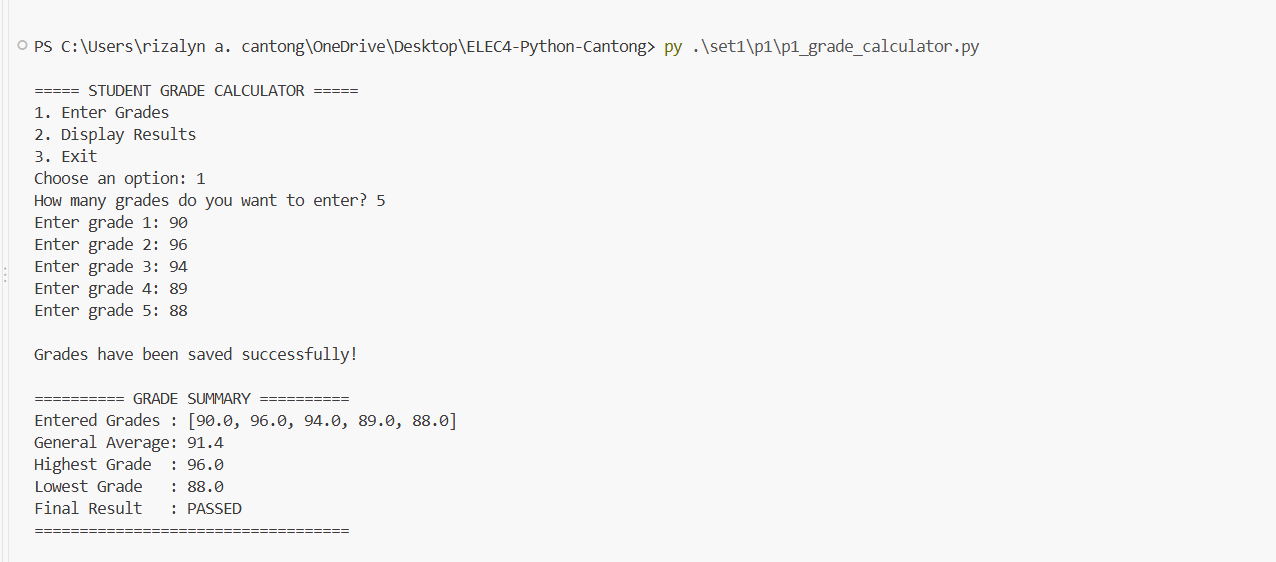 PS C:\Users\rizalyn a. cantong\OneDrive\Desktop\ELEC4-Python-Cantong> py .\set1\p1\p1_grade_calculator.py
===== STUDENT GRADE CALCULATOR =====
1. Enter Grades
2. Display Results
3. Exit
Choose an option: 1
How many grades do you want to enter? 5
Enter grade 1: 90
Enter grade 2: 96
Enter grade 3: 94
Enter grade 4: 89
Enter grade 5: 88
Grades have been saved successfully!
========== GRADE SUMMARY ==========
Entered Grades : [90.0, 96.0, 94.0, 89.0, 88.0]
General Average: 91.4
Highest Grade  : 96.0
Lowest Grade   : 88.0
Final Result   : PASSED
===================================